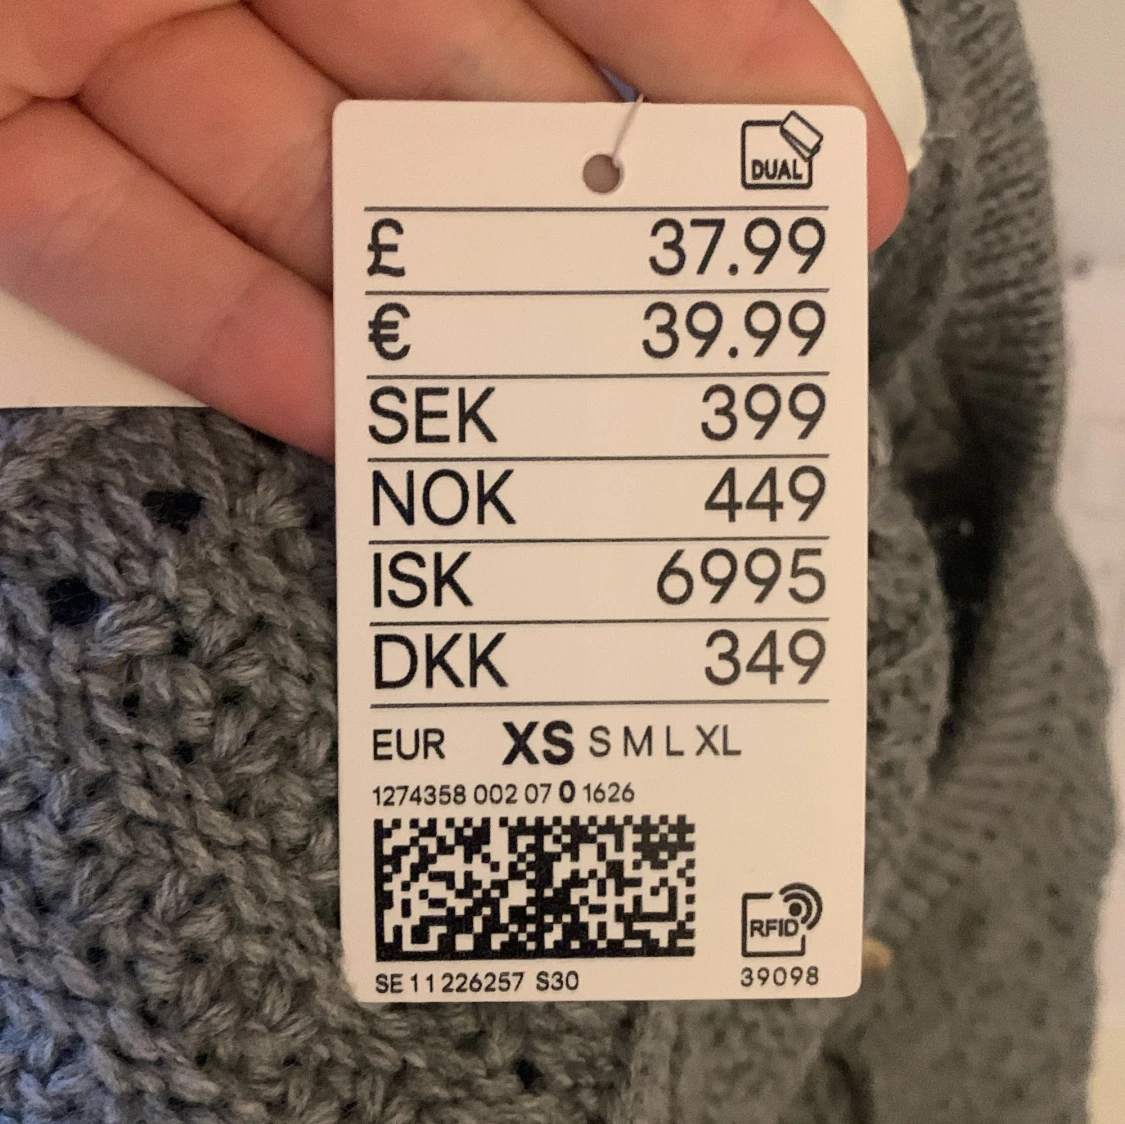 DUAL
£ 37.99
€ 39.99
SEK 399
NOK 449
ISK 6995
DKK 349
EUR XS S M L XL
1274358 002 07 0 1626
RFID
SE 11 226257 S30
39098